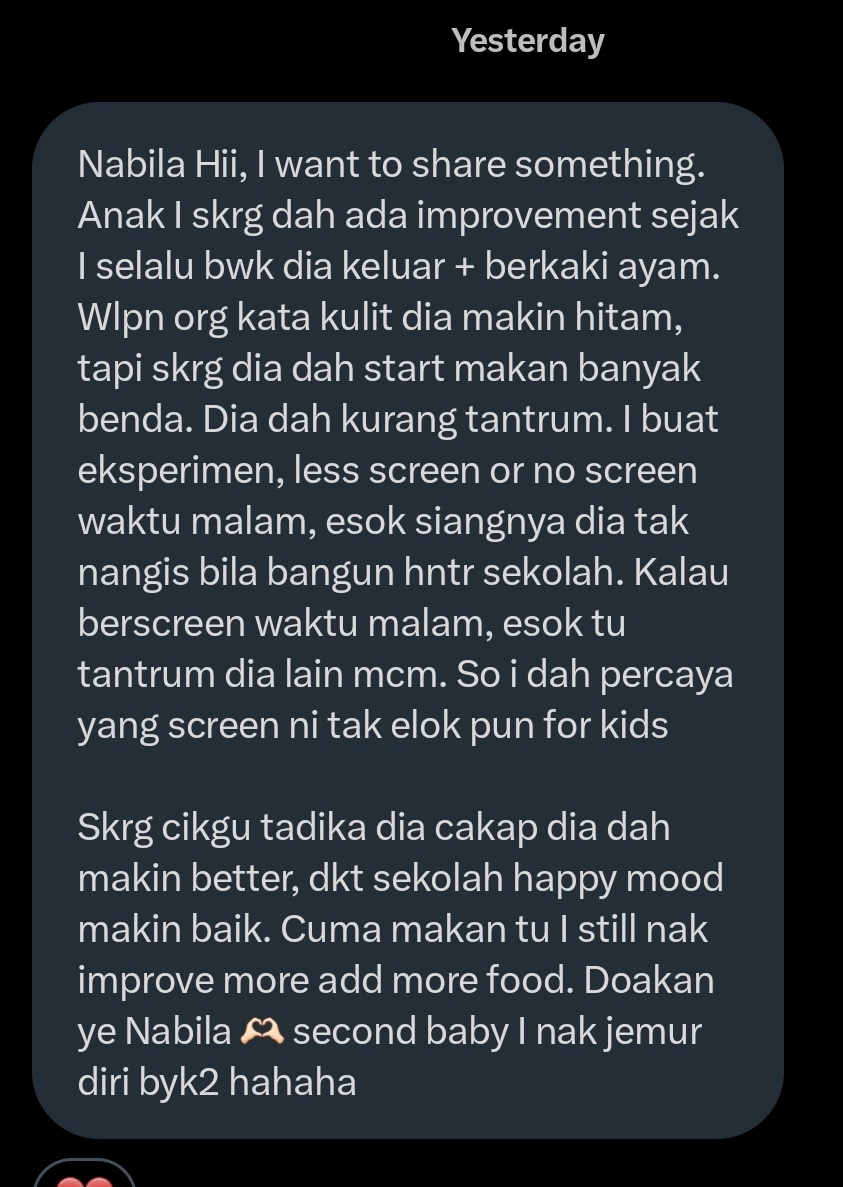 Yesterday
Nabila Hii, I want to share something.
Anak I skrg dah ada improvement sejak
I selalu bwk dia keluar + berkaki ayam.
Wlpn org kata kulit dia makin hitam,
tapi skrg dia dah start makan banyak
benda. Dia dah kurang tantrum. I buat
eksperimen, less screen or no screen
waktu malam, esok siangnya dia tak
nangis bila bangun hntr sekolah. Kalau
berscreen waktu malam, esok tu
tantrum dia lain mcm. So i dah percaya
yang screen ni tak elok pun for kids
Skrg cikgu tadika dia cakap dia dah
makin better, dkt sekolah happy mood
makin baik. Cuma makan tu I still nak
improve more add more food. Doakan
ye Nabila 🫶🏻 second baby I nak jemur
diri byk2 hahaha